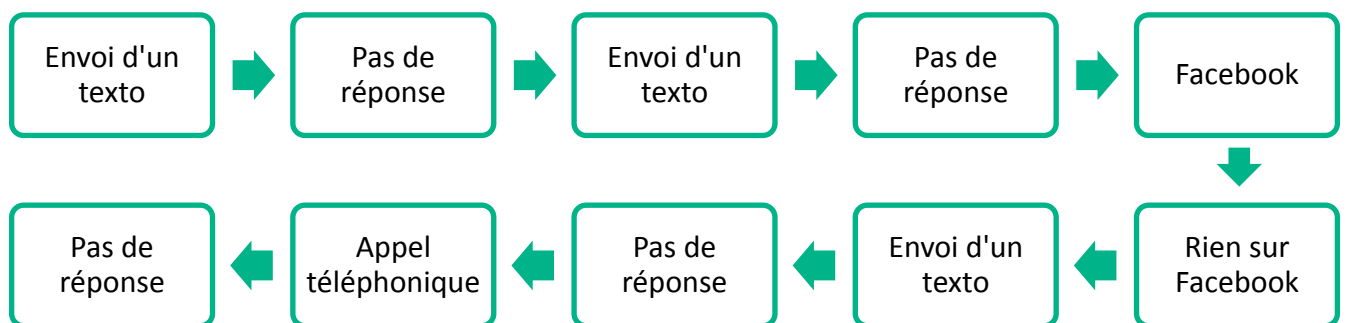 Envoi d'un
texto
Pas de
réponse
Envoi d'un
texto
Pas de
réponse
Facebook
Rien sur
Facebook
Envoi d'un
texto
Pas de
réponse
Appel
téléphonique
Pas de
réponse